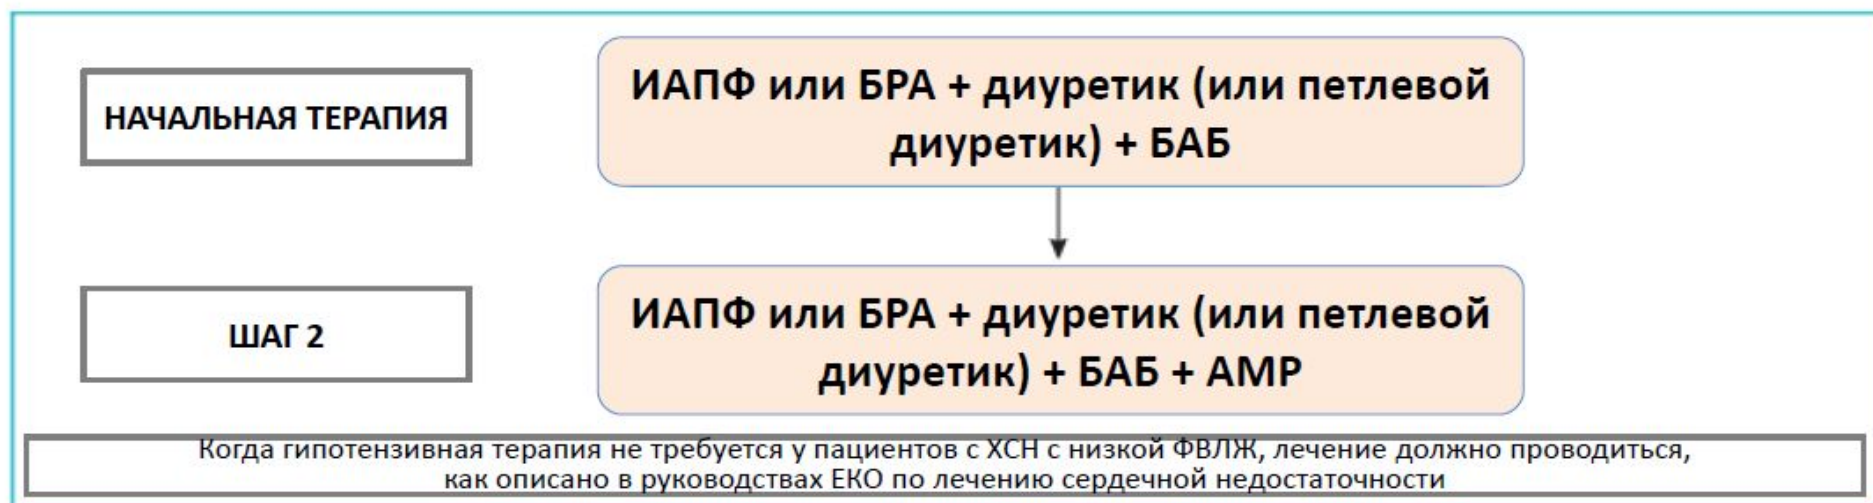 НАЧАЛЬНАЯ ТЕРАПИЯ
ИАПФ или БРА + диуретик (или петлевой
диуретик) + БАБ
ШАГ 2
ИАПФ или БРА + диуретик (или петлевой
диуретик) + БАБ + АМР
Когда гипотензивная терапия не требуется у пациентов с ХСН с низкой ФВЛЖ, лечение должно проводиться,
как описано в руководствах ЕКО по лечению сердечной недостаточности